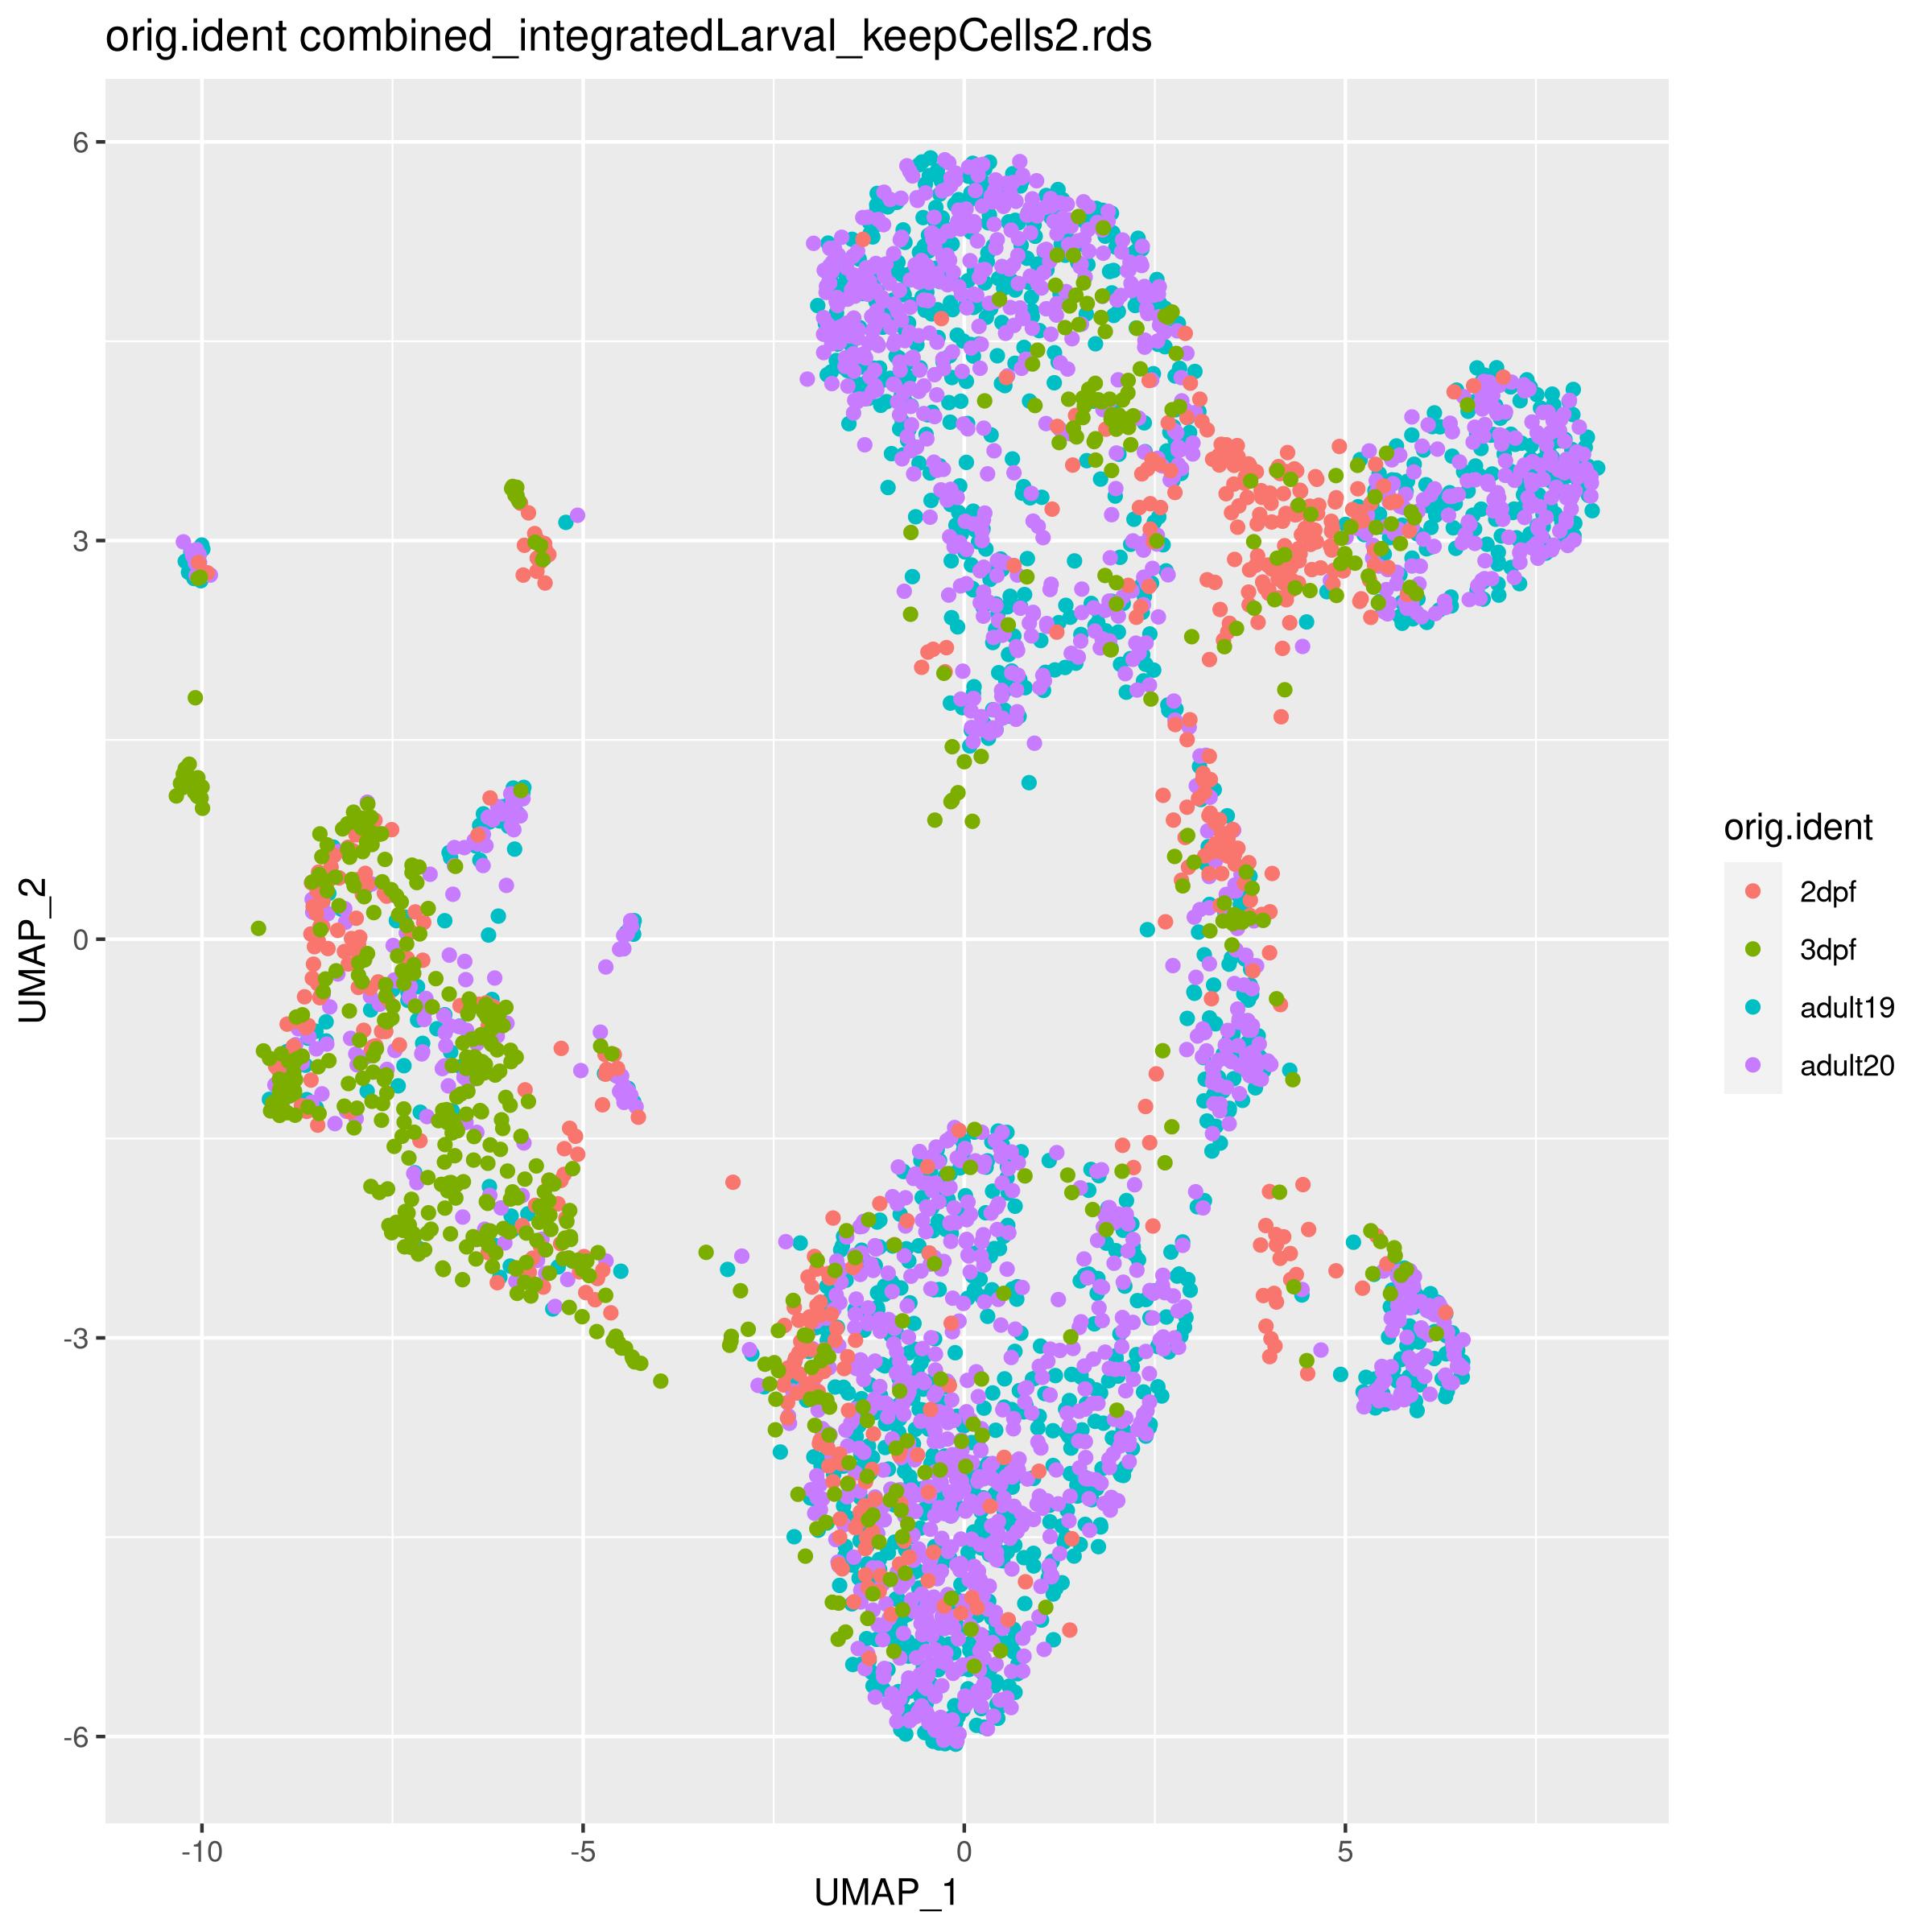 orig.ident combined_integratedLarval_keepCells2.rds
6
3
0
-3
-6
UMAP_2
-10
-5
0
5
UMAP_1
orig.ident
2dpf
3dpf
adult19
adult20